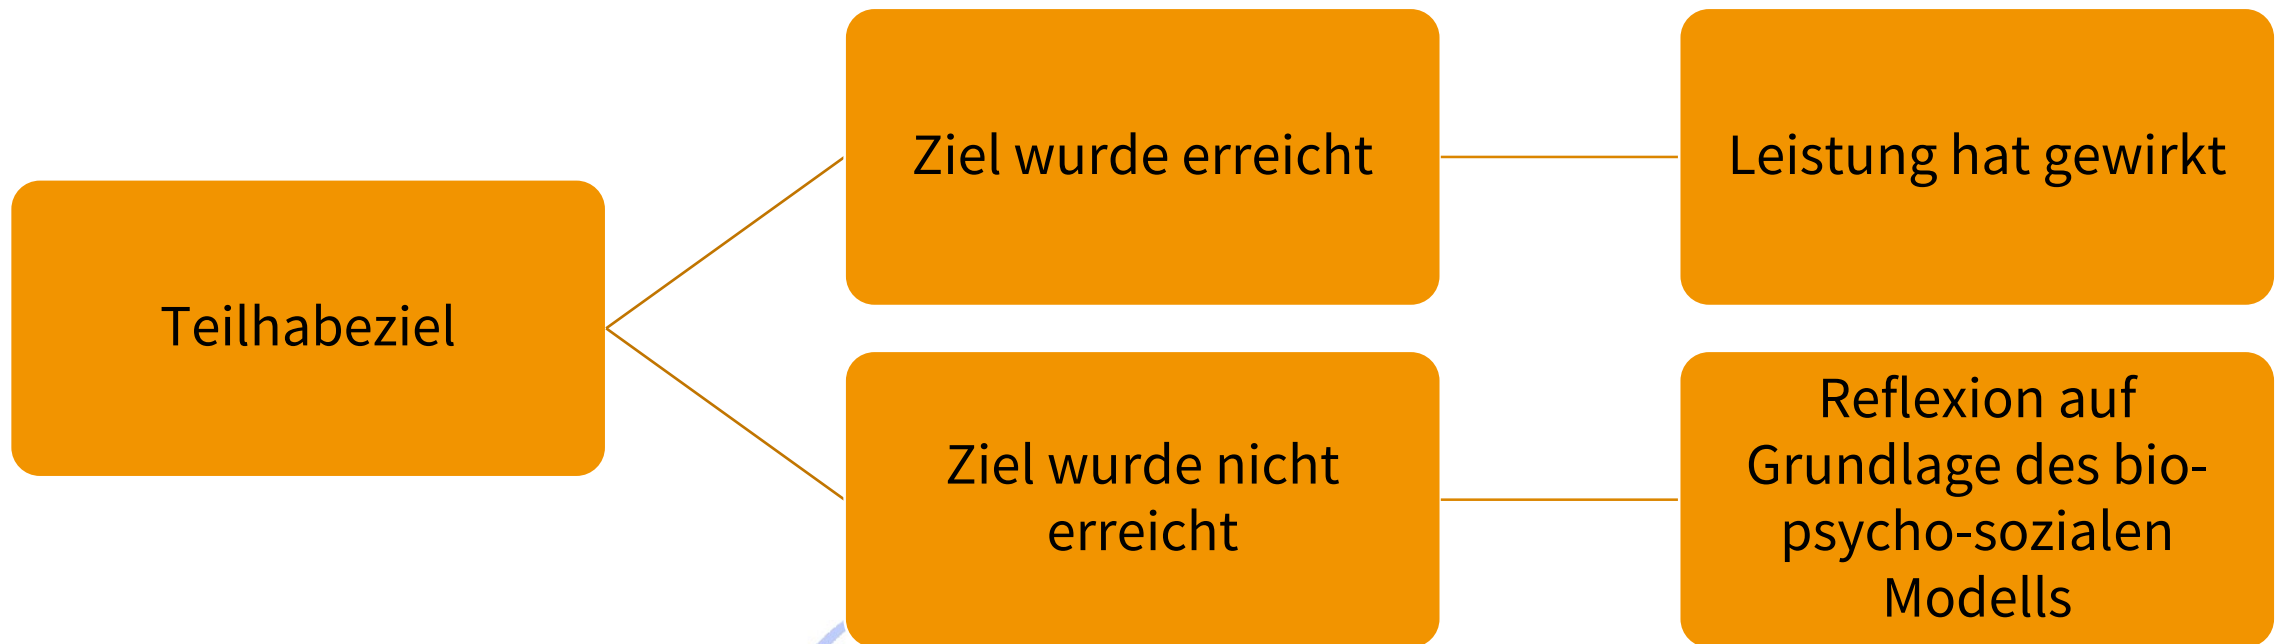 Teilhabeziel
Ziel wurde erreicht
Leistung hat gewirkt
Ziel wurde nicht
erreicht
Reflexion auf
Grundlage des bio-
psycho-sozialen
Modells